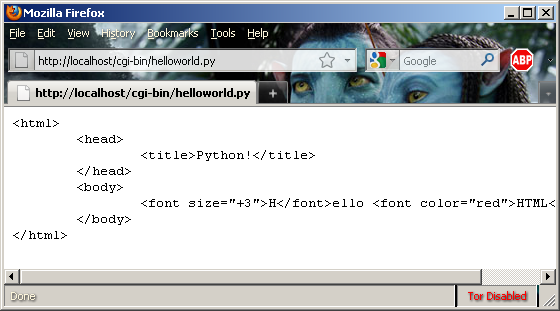 Mozilla Firefox
File Edit View History Bookmarks Tools Help
http://localhost/cgi-bin/helloworld.py Google ABP
http://localhost/cgi-bin/helloworld.py +
<html>
<head>
<title>Python!</title>
</head>
<body>
<font size="+3">H</font>ello <font color="red">HTML<
</body>
</html>
Done Tor Disabled